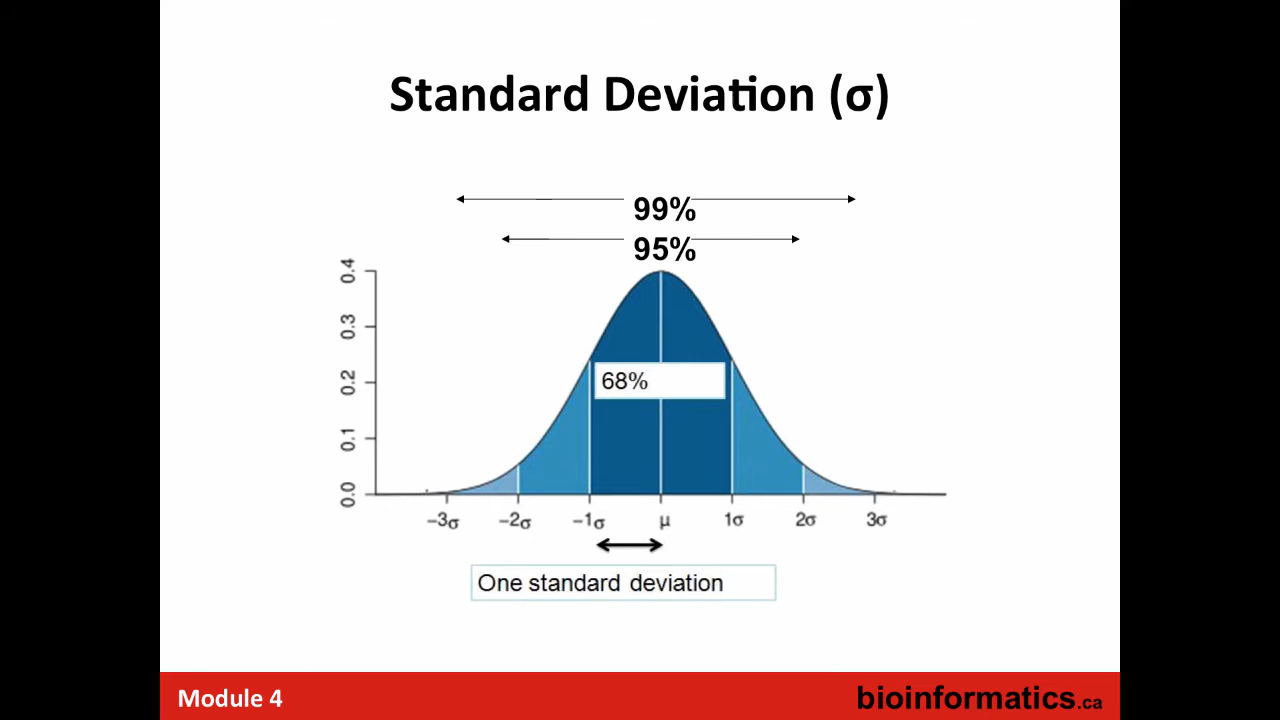 Standard Deviation (σ)
99%
95%
0.4
0.3
0.2
0.1
0.0
68%
−3σ −2σ −1σ μ 1σ 2σ 3σ
One standard deviation
Module 4
bioinformatics.ca